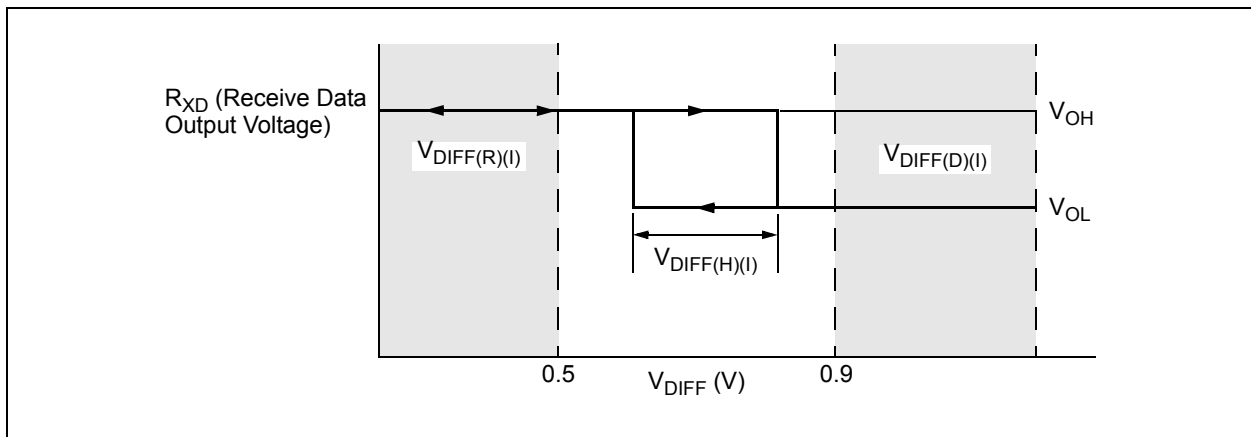 RXD (Receive Data
Output Voltage)
VOH
VDIFF(R)(I)
VDIFF(D)(I)
VOL
VDIFF(H)(I)
0.5
VDIFF (V)
0.9